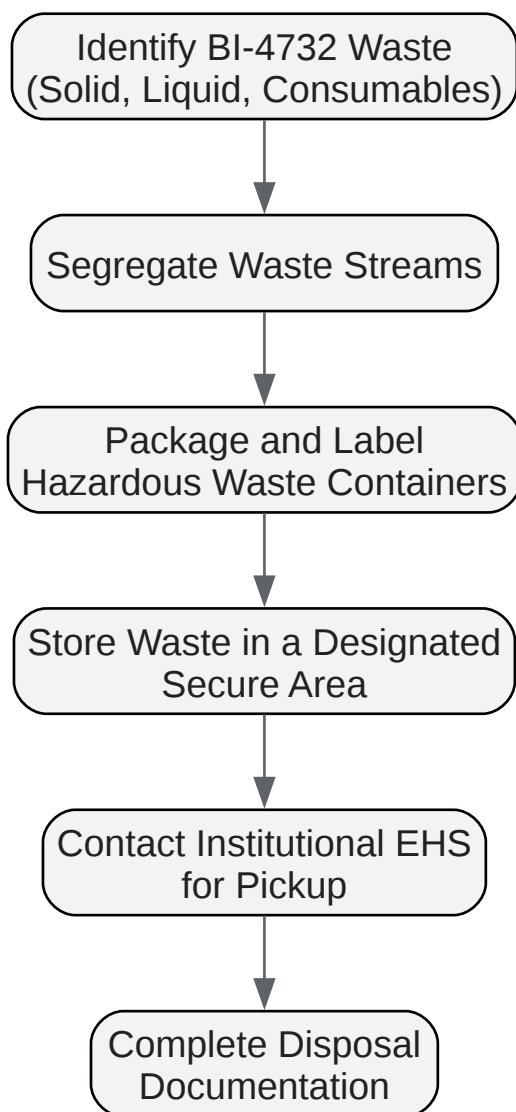 Identify BI-4732 Waste
(Solid, Liquid, Consumables)
Segregate Waste Streams
Package and Label
Hazardous Waste Containers
Store Waste in a Designated
Secure Area
Contact Institutional EHS
for Pickup
Complete Disposal
Documentation